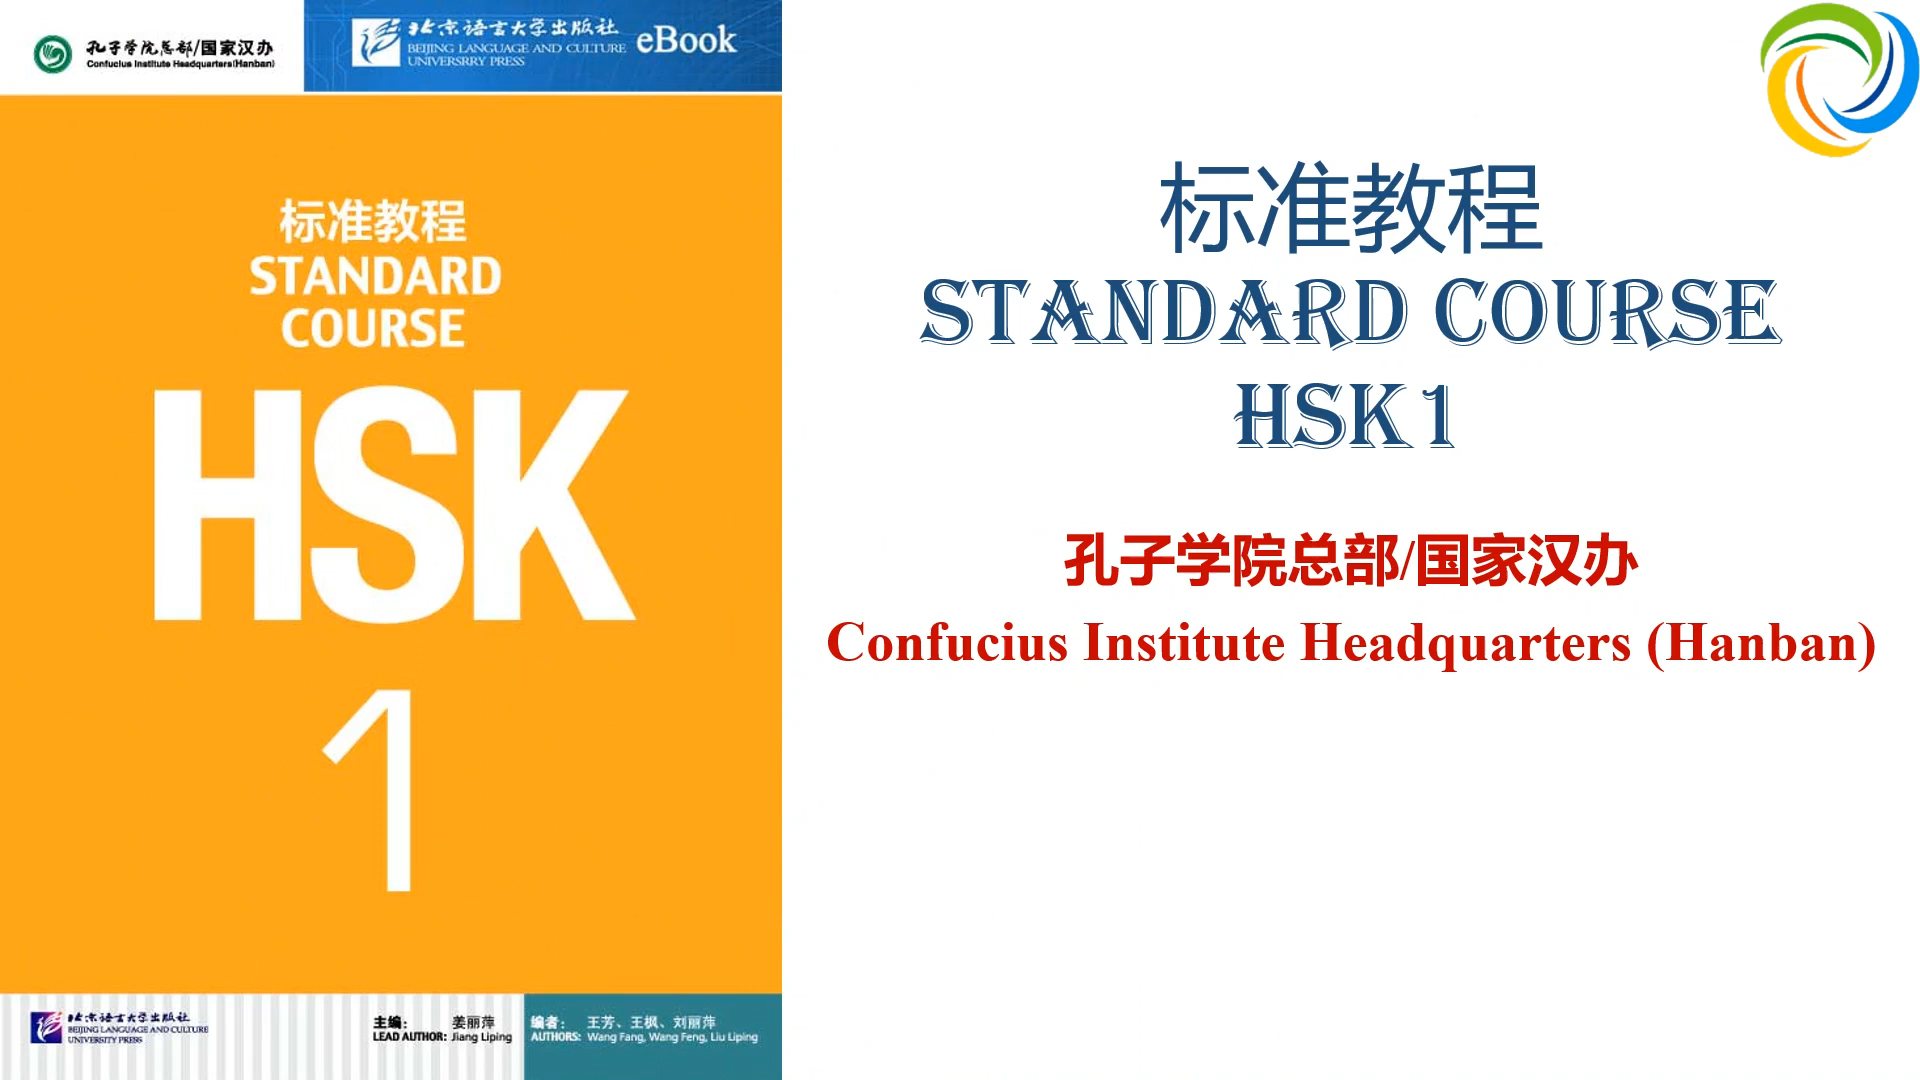 孔子学院总部/国家汉办
Confucius Institute Headquarters(Hanban)
北京语言大学出版社
BEIJING LANGUAGE AND CULTURE
UNIVERSRRY PRESS
eBook
标准教程
STANDARD
COURSE
HSK
1
北京语言大学出版社
BEIJING LANGUAGE AND CULTURE
UNIVERSITY PRESS
主编: 姜丽萍
LEAD AUTHOR: Jiang Liping
编者: 王芳、王枫、刘丽萍
AUTHORS: Wang Fang, Wang Feng, Liu Liping
标准教程
STANDARD COURSE
HSK1
孔子学院总部/国家汉办
Confucius Institute Headquarters (Hanban)